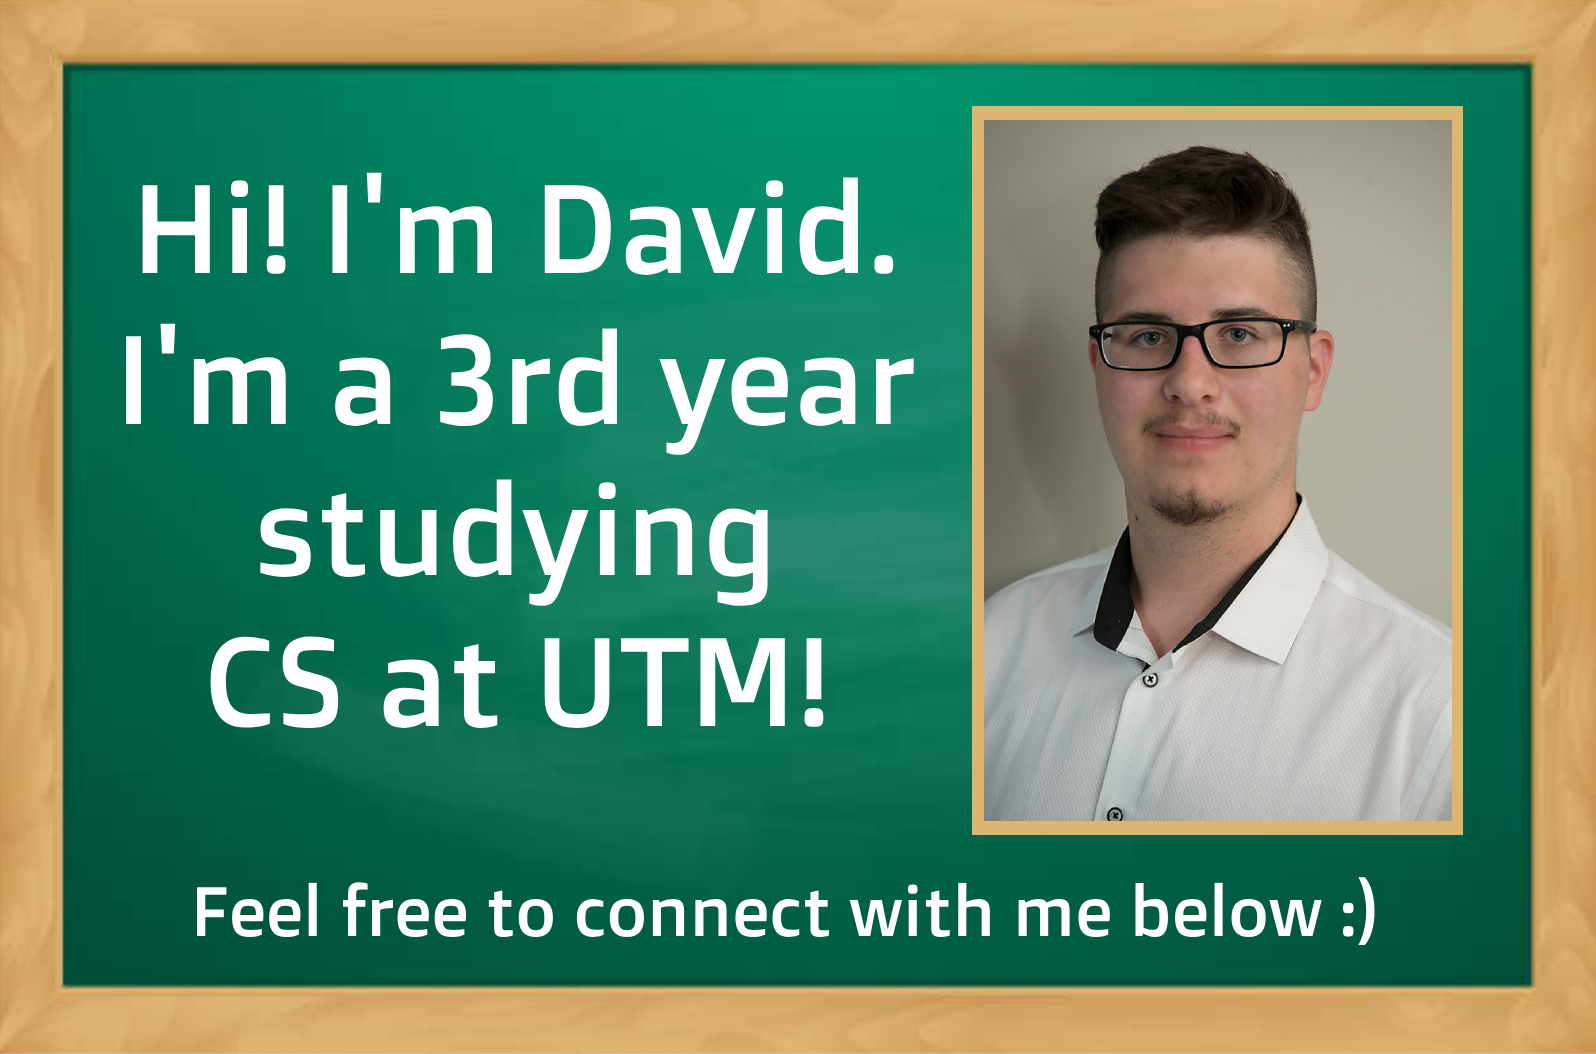 Hi! I'm David.
I'm a 3rd year
studying
CS at UTM!
Feel free to connect with me below :)